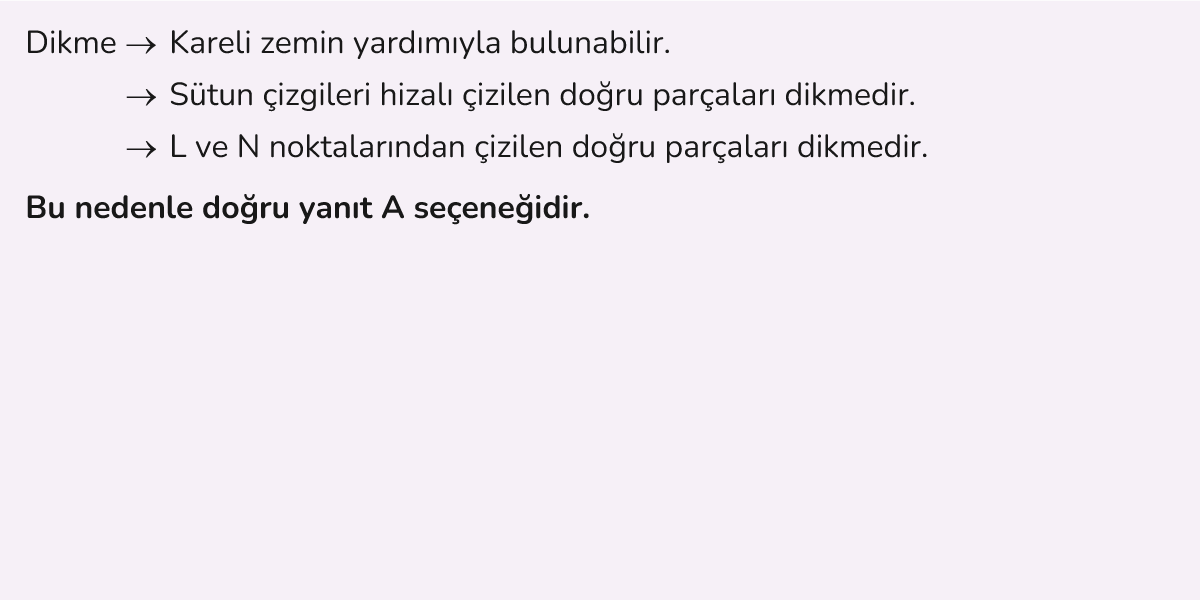 Dikme → Kareli zemin yardımıyla bulunabilir.
→ Sütun çizgileri hizalı çizilen doğru parçaları dikmedir.
→ L ve N noktalarından çizilen doğru parçaları dikmedir.
Bu nedenle doğru yanıt A seçeneğidir.